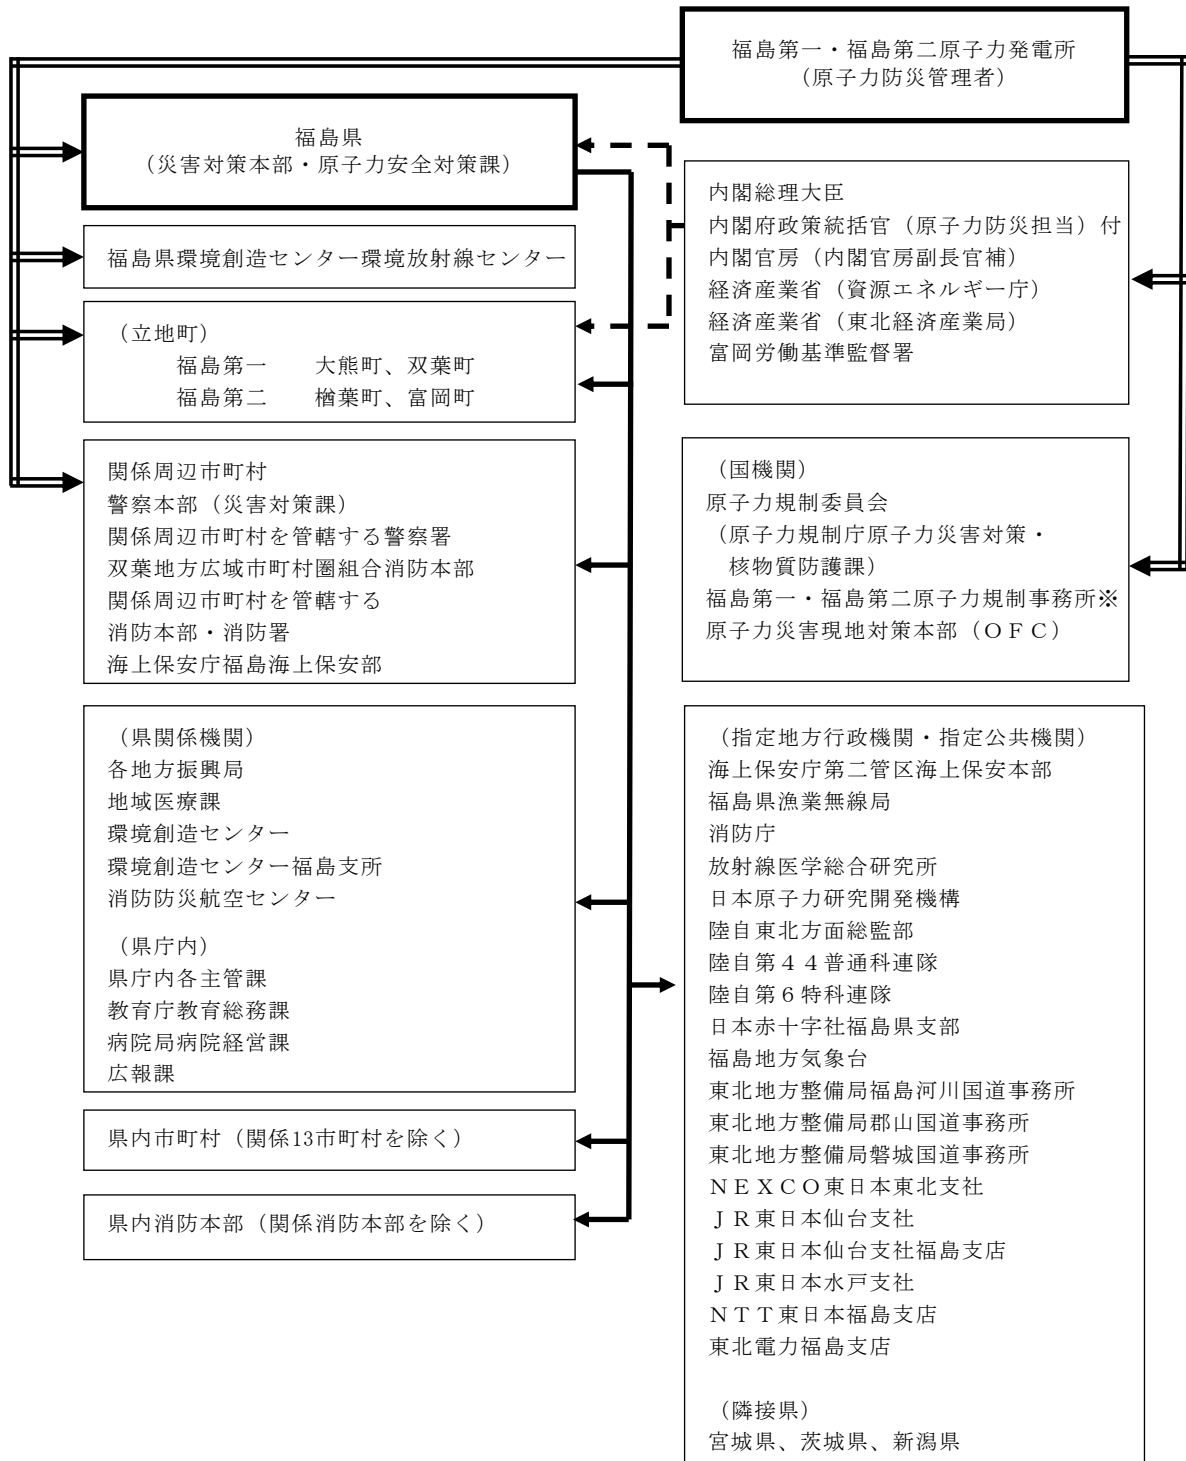 福島第一・福島第二原子力発電所
（原子力防災管理者）
福島県
（災害対策本部・原子力安全対策課）
福島県環境創造センター環境放射線センター
（立地町）
福島第一　　大熊町、双葉町
福島第二　　楢葉町、富岡町
関係周辺市町村
警察本部（災害対策課）
関係周辺市町村を管轄する警察署
双葉地方広域市町村圏組合消防本部
関係周辺市町村を管轄する
消防本部・消防署
海上保安庁福島海上保安部
（県関係機関）
各地方振興局
地域医療課
環境創造センター
環境創造センター福島支所
消防防災航空センター
（県庁内）
県庁内各主管課
教育庁教育総務課
病院局病院経営課
広報課
県内市町村（関係13市町村を除く）
県内消防本部（関係消防本部を除く）
内閣総理大臣
内閣府政策統括官（原子力防災担当）付
内閣官房（内閣官房副長官補）
経済産業省（資源エネルギー庁）
経済産業省（東北経済産業局）
富岡労働基準監督署
（国機関）
原子力規制委員会
（原子力規制庁原子力災害対策・
核物質防護課）
福島第一・福島第二原子力規制事務所※
原子力災害現地対策本部（ＯＦＣ）
（指定地方行政機関・指定公共機関）
海上保安庁第二管区海上保安本部
福島県漁業無線局
消防庁
放射線医学総合研究所
日本原子力研究開発機構
陸自東北方面総監部
陸自第４４普通科連隊
陸自第６特科連隊
日本赤十字社福島県支部
福島地方気象台
東北地方整備局福島河川国道事務所
東北地方整備局郡山国道事務所
東北地方整備局磐城国道事務所
ＮＥＸＣＯ東日本東北支社
ＪＲ東日本仙台支社
ＪＲ東日本仙台支社福島支店
ＪＲ東日本水戸支社
ＮＴＴ東日本福島支店
東北電力福島支店
（隣接県）
宮城県、茨城県、新潟県